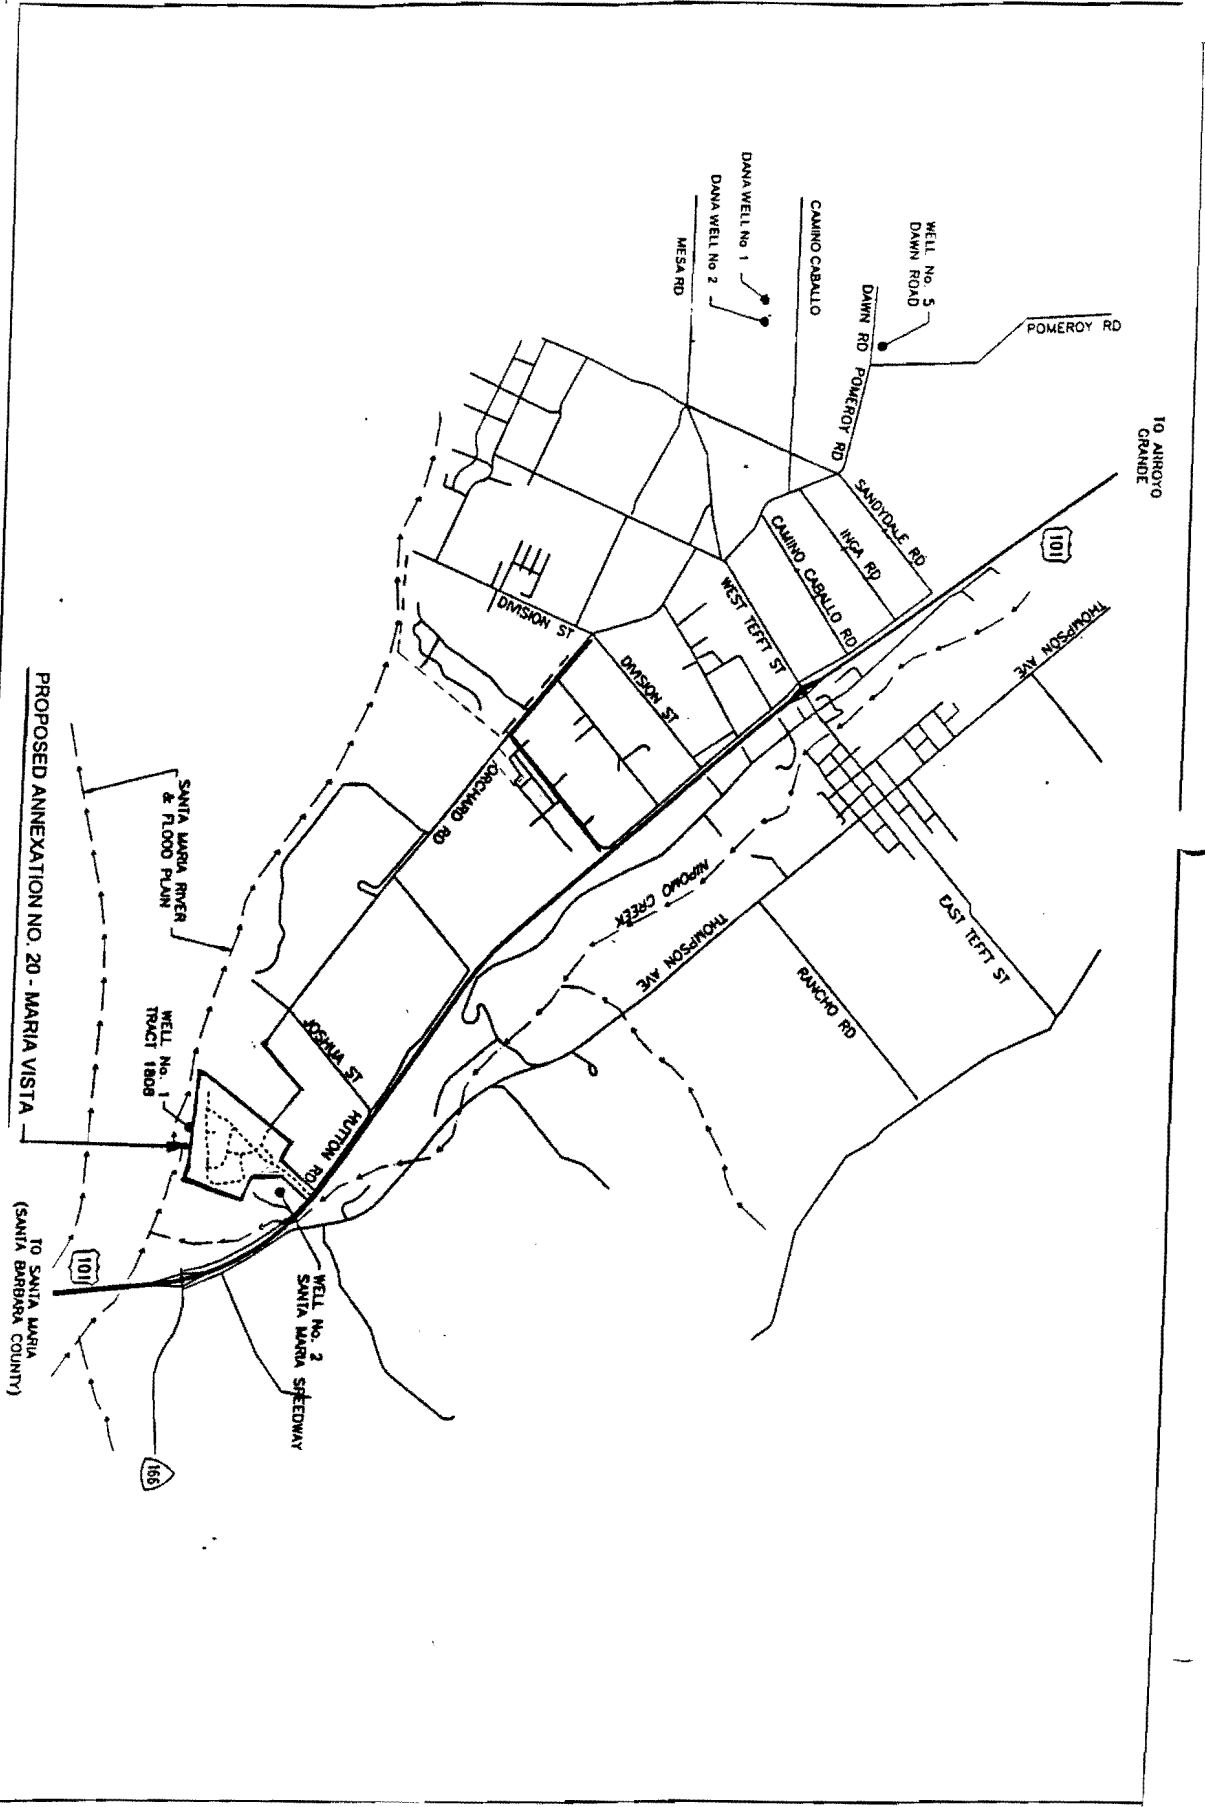 TO ARROYO
GRANDE
101
THOMPSON AVE
POMEROY RD
WELL No. 5
DAWN ROAD
DAWN RD
POMEROY RD
SANDYDALE RD
INGA RD
CAMINO CABALLO
CAMINO CABALLO RD
DANA WELL No 1
DANA WELL No 2
MESA RD
WEST TEFFT ST
EAST TEFFT ST
DIVISION ST
DIVISION ST
NIPOMO CREEK
THOMPSON AVE
RANCHO RD
ORCHARD RD
JOSHUA ST
HUTTON RD
SANTA MARIA RIVER
& FLOOD PLAIN
WELL No. 1
TRACT 1808
WELL No. 2
SANTA MARIA SPEEDWAY
166
101
TO SANTA MARIA
(SANTA BARBARA COUNTY)
PROPOSED ANNEXATION NO. 20 - MARIA VISTA